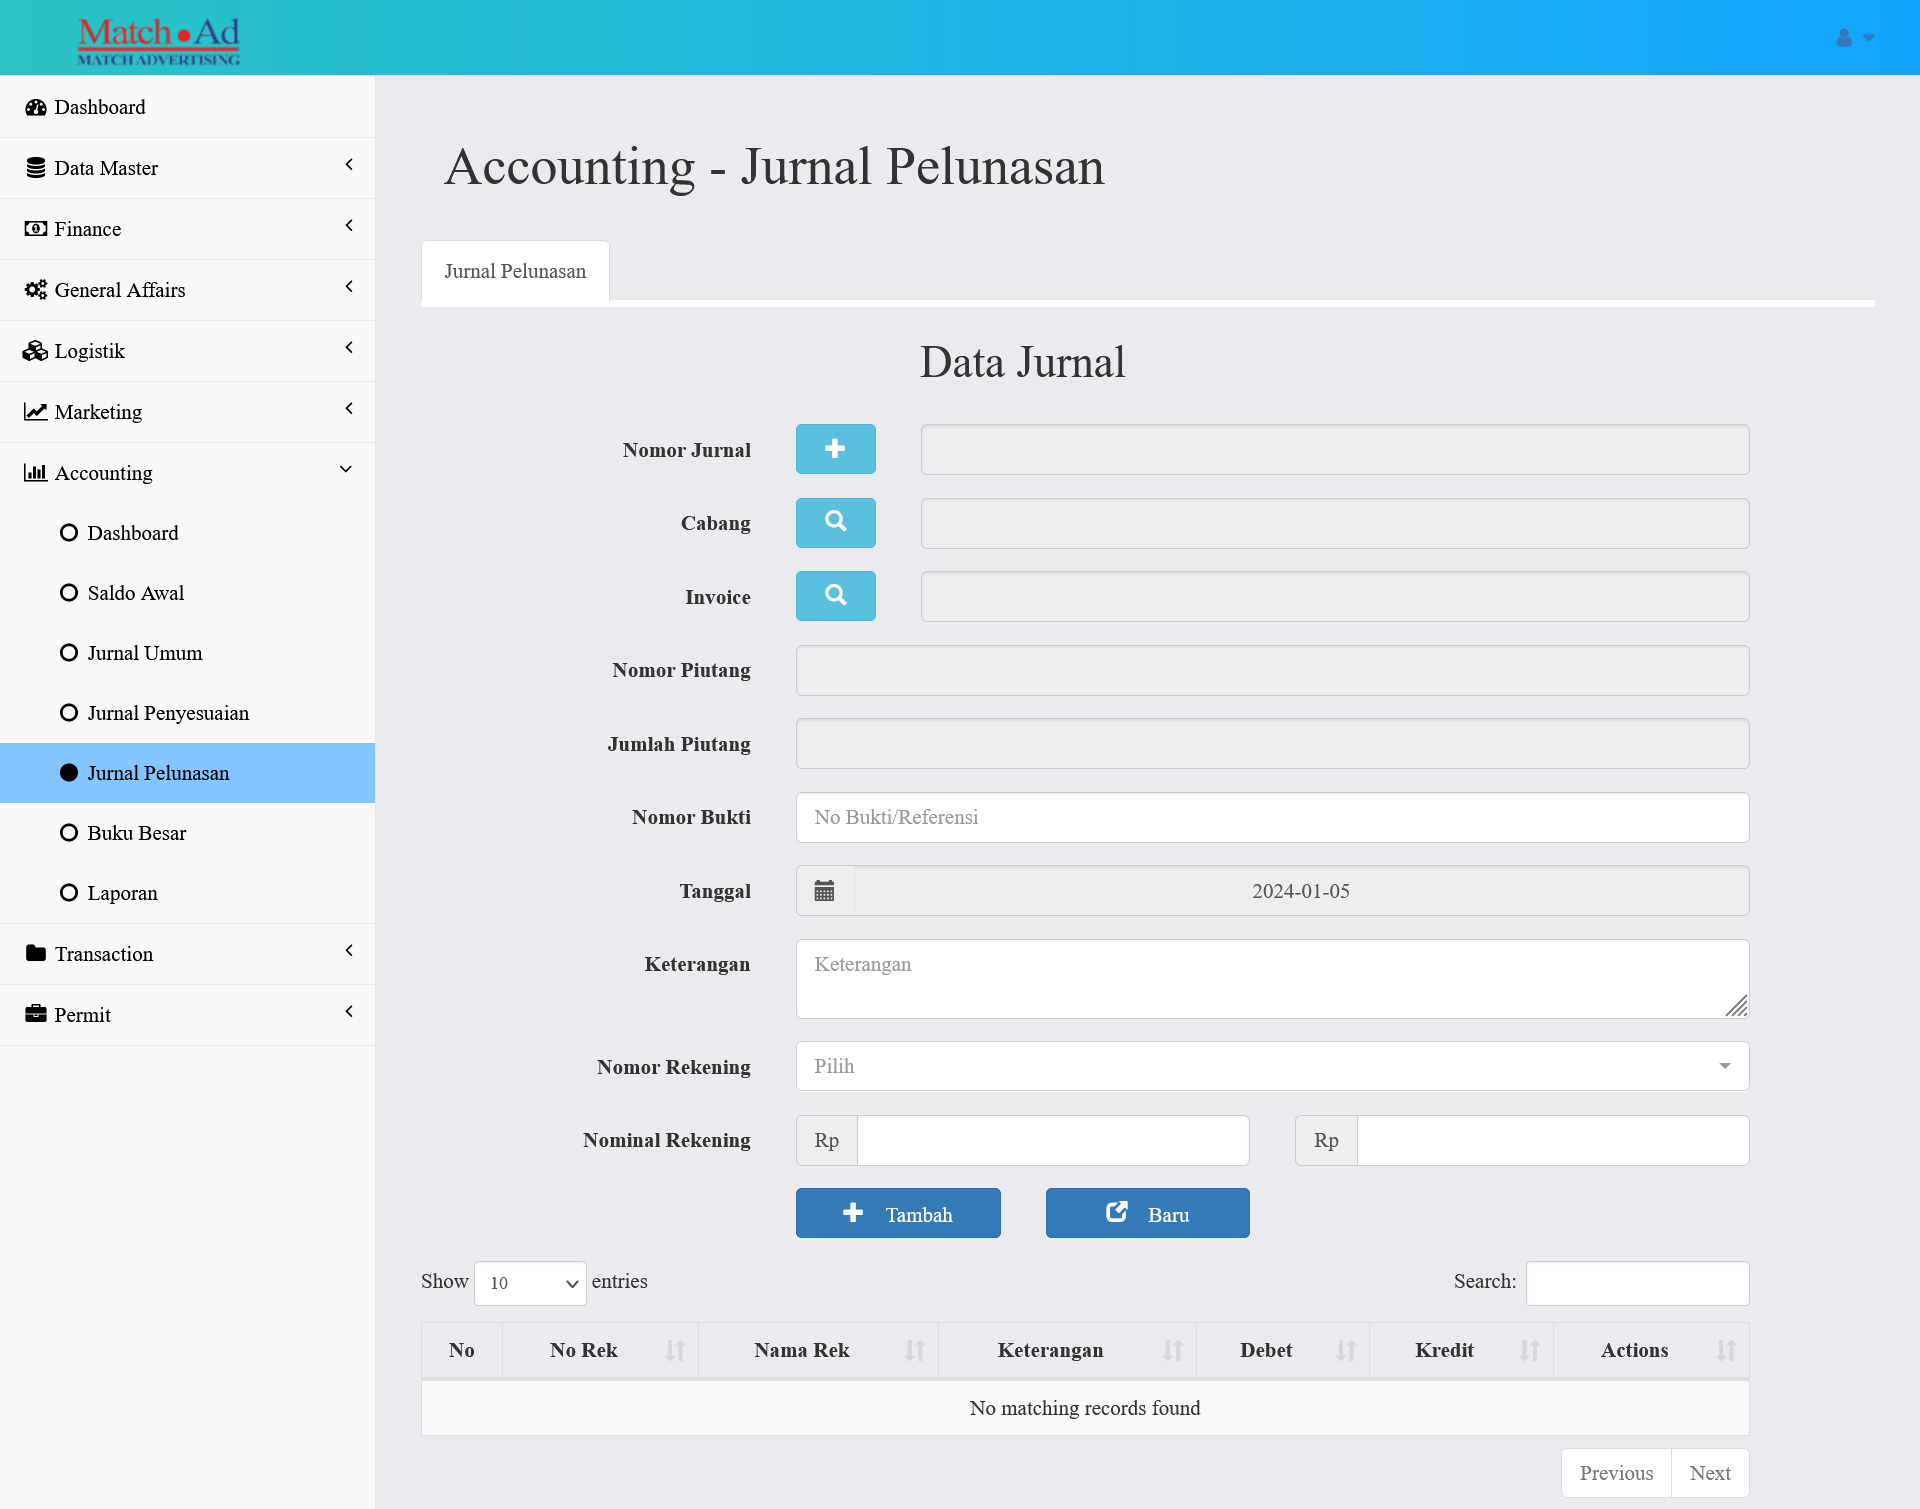 Match Ad
MATCH ADVERTISING
Dashboard
Data Master
Finance
General Affairs
Logistik
Marketing
Accounting
Dashboard
Saldo Awal
Jurnal Umum
Jurnal Penyesuaian
Jurnal Pelunasan
Buku Besar
Laporan
Transaction
Permit
Accounting - Jurnal Pelunasan
Jurnal Pelunasan
Data Jurnal
Nomor Jurnal
Cabang
Invoice
Nomor Piutang
Jumlah Piutang
Nomor Bukti No Bukti/Referensi
Tanggal 2024-01-05
Keterangan Keterangan
Nomor Rekening Pilih
Nominal Rekening Rp Rp
Tambah Baru
Show 10 entries Search:
No No Rek Nama Rek Keterangan Debet Kredit Actions
No matching records found
Previous Next